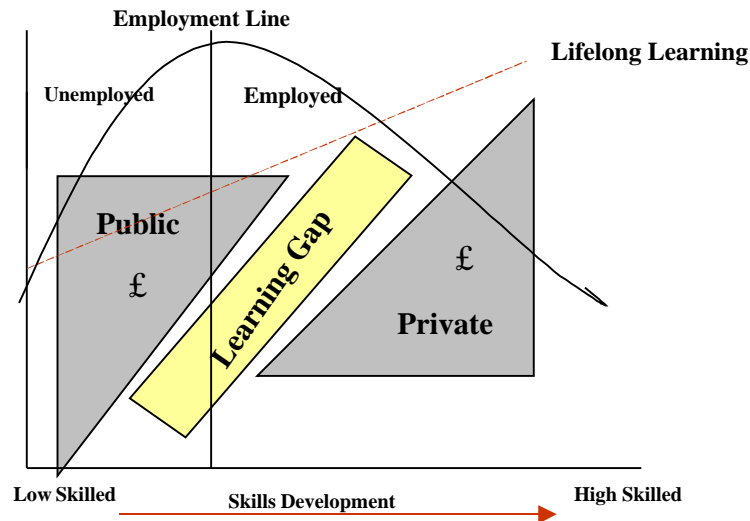 Employment Line
Lifelong Learning
Unemployed
Employed
Public
£
Learning Gap
£
Private
Low Skilled
Skills Development
High Skilled